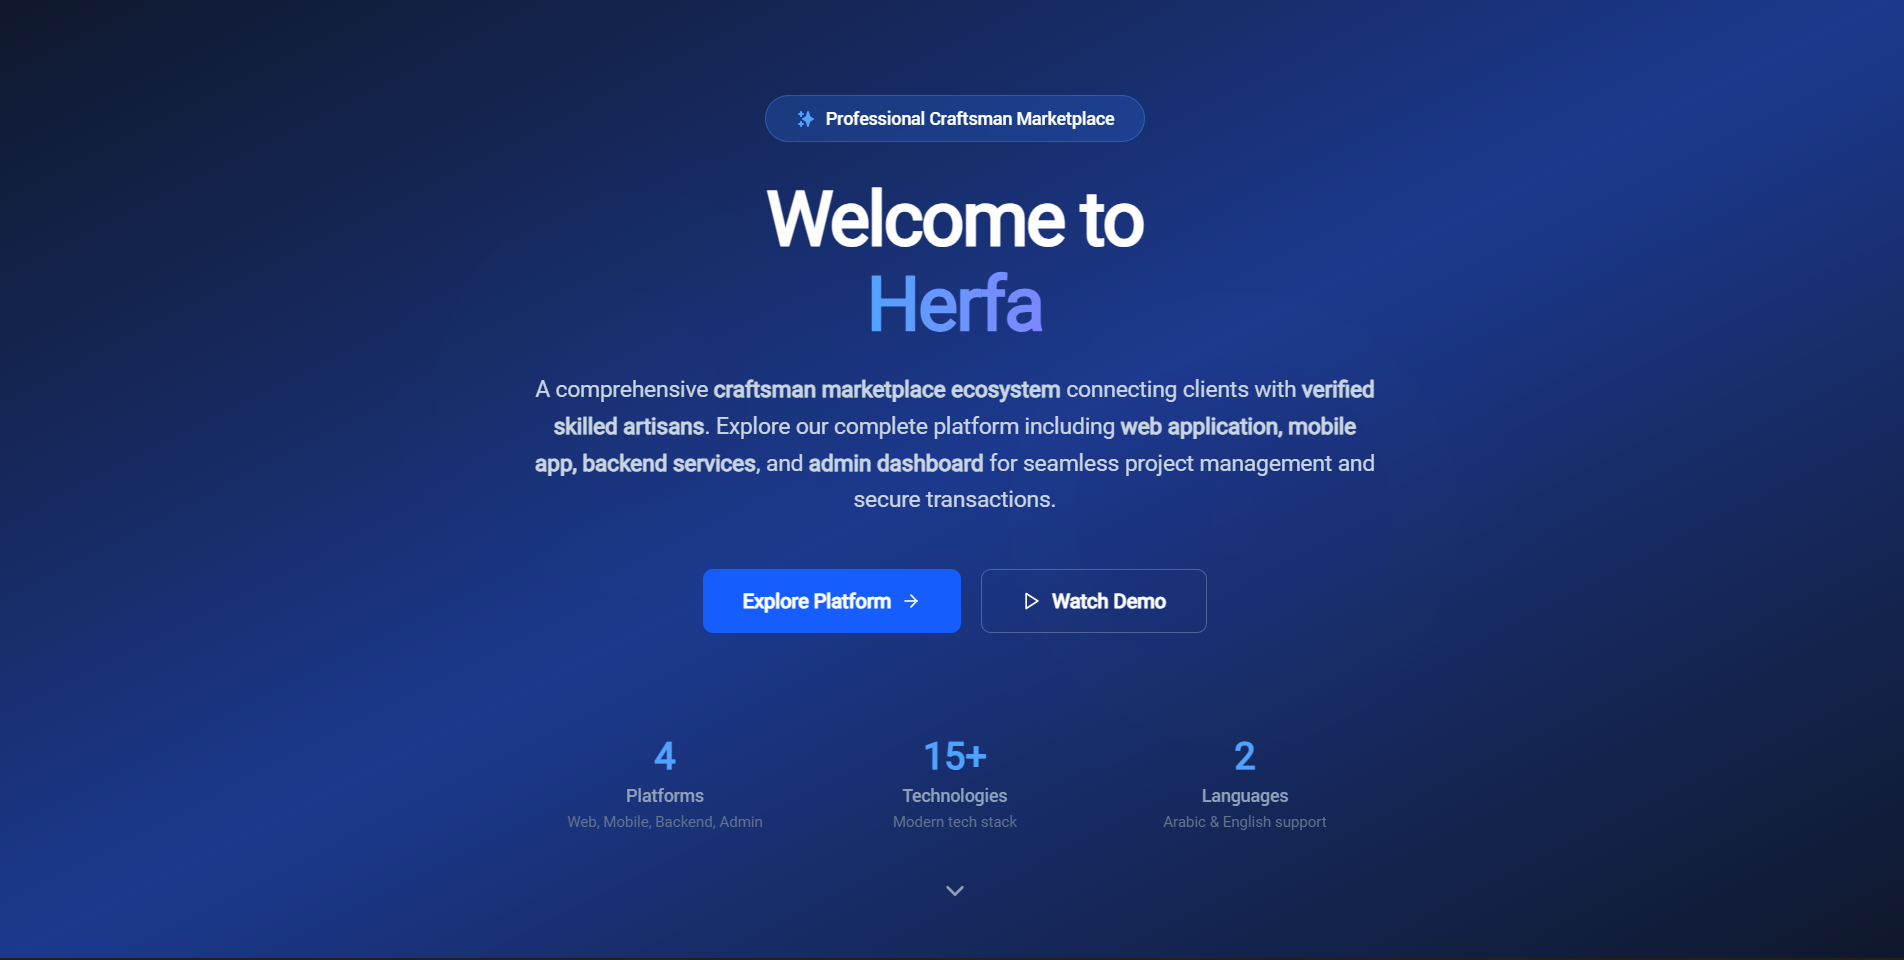 Professional Craftsman Marketplace
Welcome to
Herfa
A comprehensive craftsman marketplace ecosystem connecting clients with verified
skilled artisans. Explore our complete platform including web application, mobile
app, backend services, and admin dashboard for seamless project management and
secure transactions.
Explore Platform →
Watch Demo
4
Platforms
Web, Mobile, Backend, Admin
15+
Technologies
Modern tech stack
2
Languages
Arabic & English support